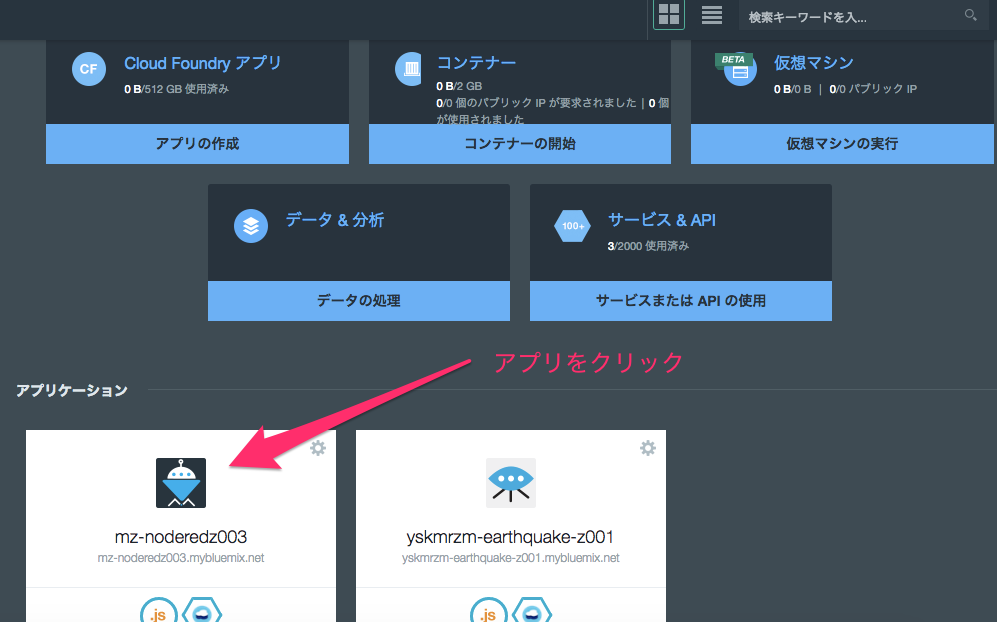 検索キーワードを入...
CF
Cloud Foundry アプリ
0 B/512 GB 使用済み
アプリの作成
コンテナー
0 B/2 GB
0/0 個のパブリック IP が要求されました | 0 個
が使用されました
コンテナーの開始
BETA
仮想マシン
0 B/0 B | 0/0 パブリック IP
仮想マシンの実行
データ & 分析
データの処理
100+
サービス & API
3/2000 使用済み
サービスまたは API の使用
アプリをクリック
アプリケーション
mz-noderedz003
mz-noderedz003.mybluemix.net
.js
yskmrzm-earthquake-z001
yskmrzm-earthquake-z001.mybluemix.net
.js